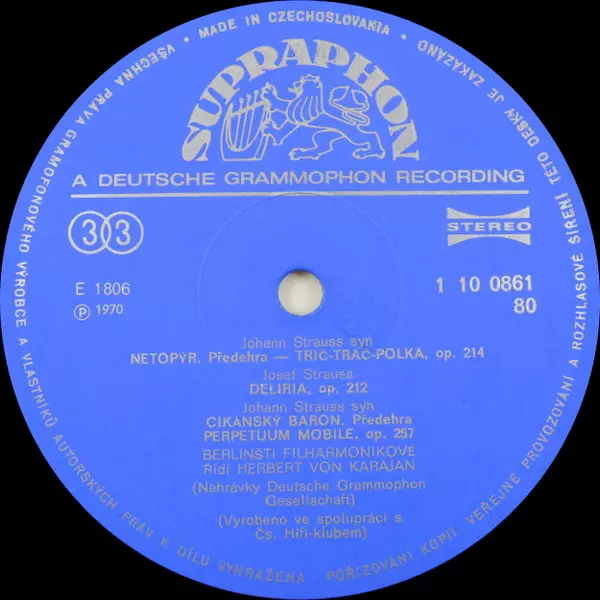 VŠECHNA PRÁVA GRAMOFONOVÉHO VÝROBCE A VLASTNÍKŮ AUTORSKÝCH PRÁV K DÍLU VYHRAŽENA
MADE IN CZECHOSLOVAKIA
POŘIZOVÁNÍ KOPIÍ VEŘEJNÉ PROVOZOVÁNÍ A ROZHLASOVÉ ŠÍŘENÍ TÉTO DESKY JE ZAKÁZÁNO
SUPRAPHON
A DEUTSCHE GRAMMOPHON RECORDING
33
STEREO
E 1806
1 10 0861
℗ 1970
80
Johann Strauss syn
NETOPÝR, Předehra — TRIČ-TRAČ-POLKA, op. 214
Josef Strauss
DELIRIA, op. 212
Johann Strauss syn
CIKÁNSKÝ BARON, Předehra
PERPETUUM MOBILE, op. 257
BERLÍNŠTÍ FILHARMONIKOVÉ
Řídí HERBERT VON KARAJAN
(Nahrávky Deutsche Grammophon
Gesellschaft)
(Vyrobeno ve spolupráci s
Čs. Hifi-klubem)